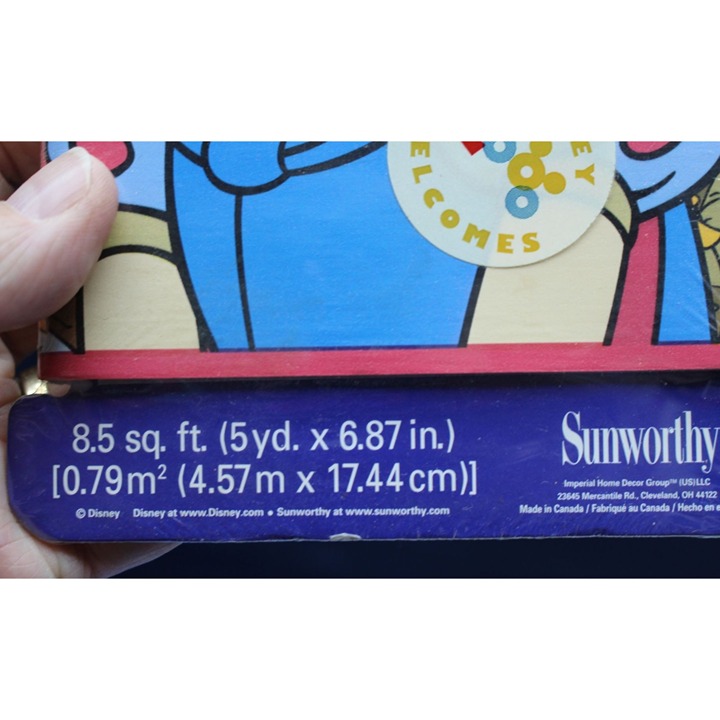 EY
ELCOMES
8.5 sq. ft. (5yd. x 6.87 in.)
[0.79m² (4.57m x 17.44cm)]
© Disney Disney at www.Disney.com • Sunworthy at www.sunworthy.com
Sunworthy
Imperial Home Decor Group™ (US)LLC
23645 Mercantile Rd., Cleveland, OH 44122
Made in Canada / Fabriqué au Canada / Hecho en